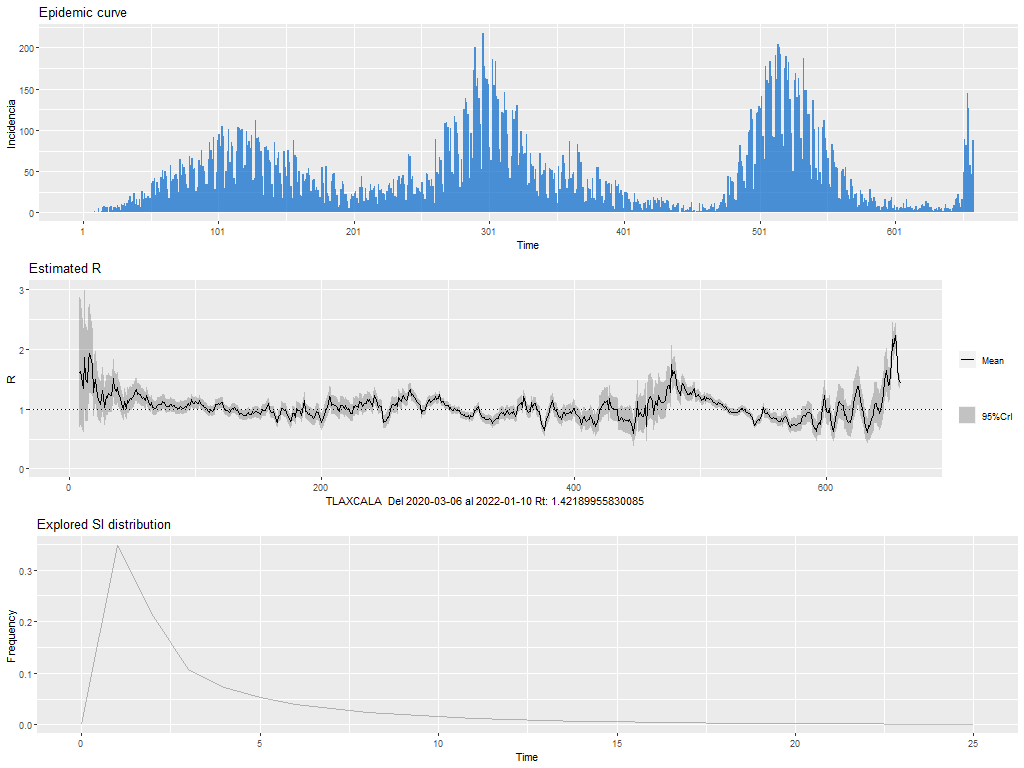 Epidemic curve
Incidencia
200
150
100
50
0
1 101 201 301 401 501 601
Time
Estimated R
R
3
2
1
0
0 200 400 600
TLAXCALA Del 2020-03-06 al 2022-01-10 Rt: 1.42189955830085
Mean
95%CrI
Explored SI distribution
Frequency
0.3
0.2
0.1
0.0
0 5 10 15 20 25
Time